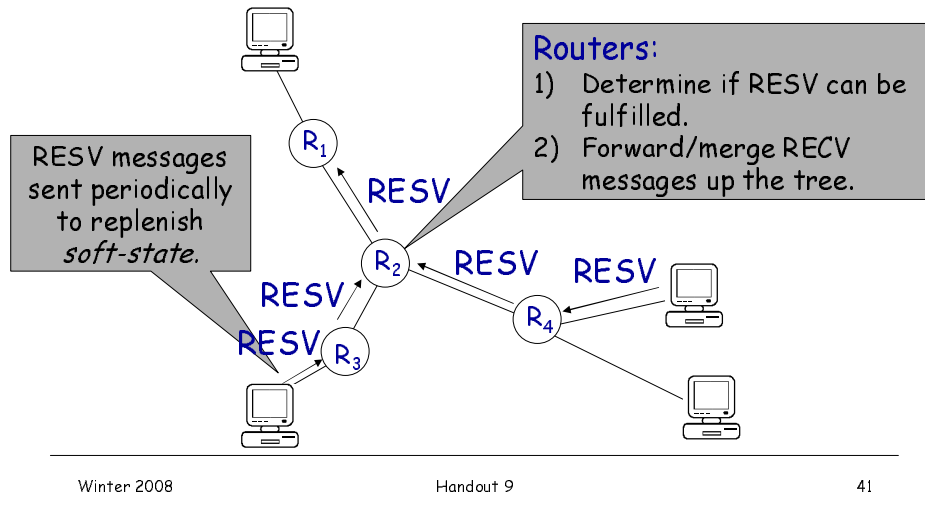 Routers:
1) Determine if RESV can be
fulfilled.
2) Forward/merge RECV
messages up the tree.
RESV messages
sent periodically
to replenish
soft-state.
R1
RESV
R2
RESV
RESV
RESV
R4
RESV
R3
Winter 2008
Handout 9
41